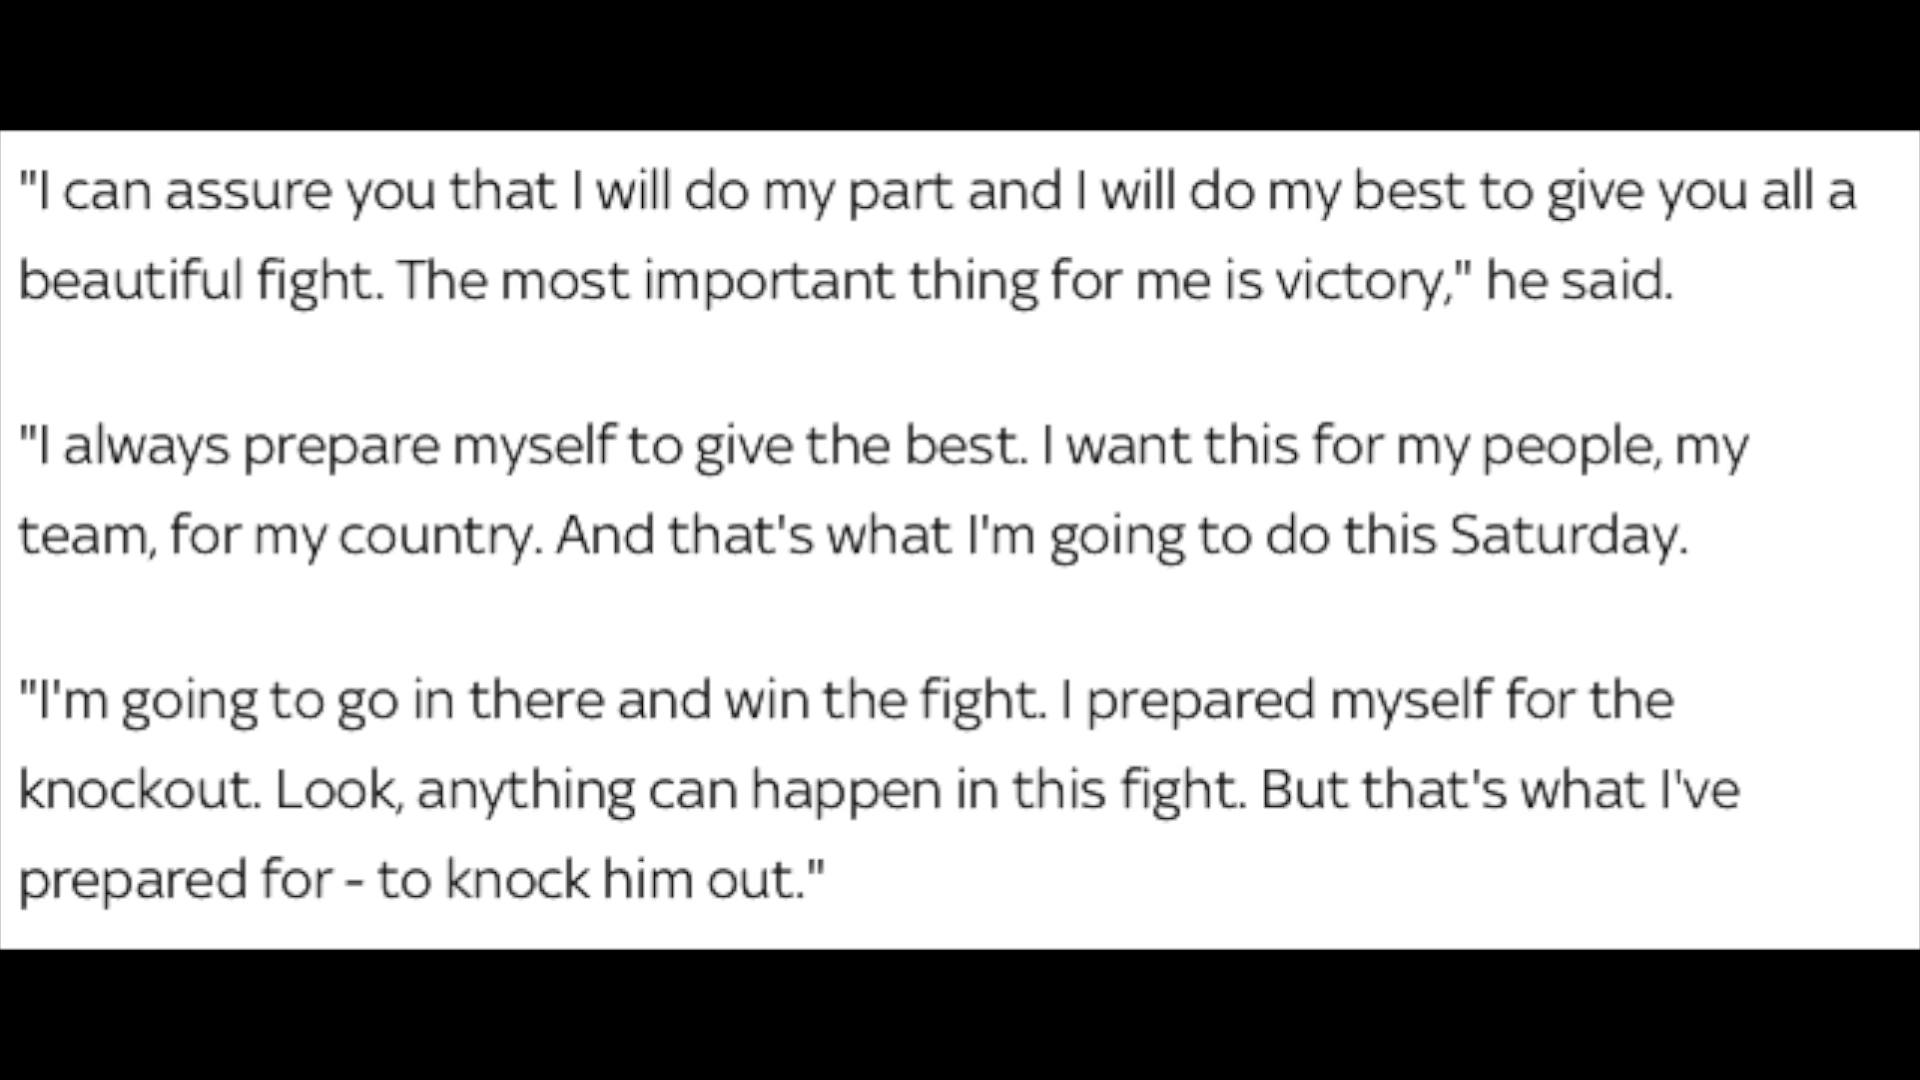 "I can assure you that I will do my part and I will do my best to give you all a
beautiful fight. The most important thing for me is victory," he said.
"I always prepare myself to give the best. I want this for my people, my
team, for my country. And that's what I'm going to do this Saturday.
"I'm going to go in there and win the fight. I prepared myself for the
knockout. Look, anything can happen in this fight. But that's what I've
prepared for - to knock him out."